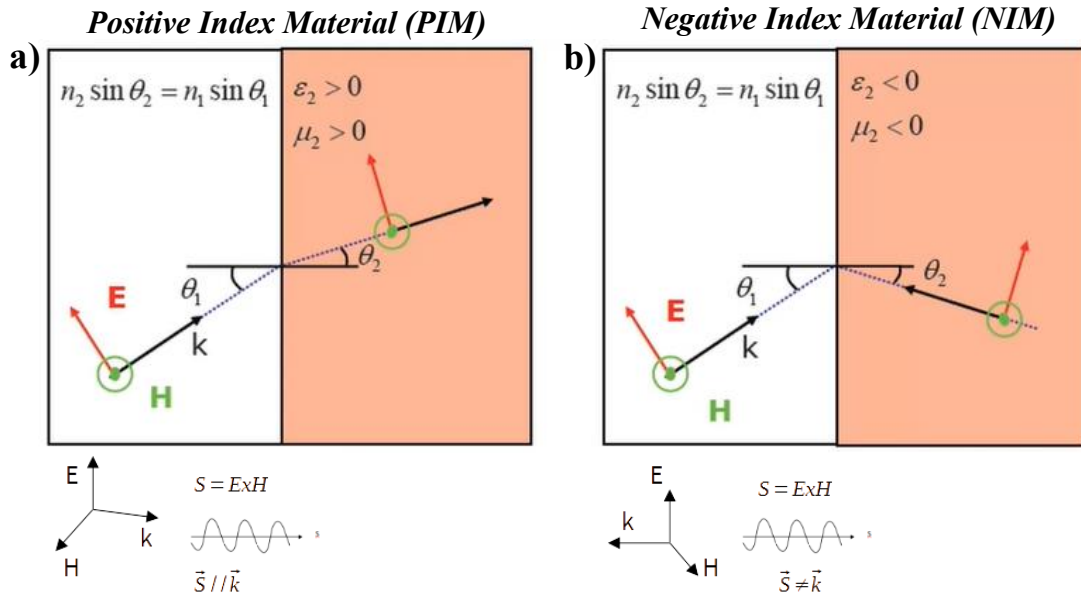 Positive Index Material (PIM)
a)
n₂ sin θ₂ = n₁ sin θ₁
ε₂ > 0
μ₂ > 0
θ₂
θ₁
E
k
H
E
k
H
S = ExH
s
S⃗ // k⃗
Negative Index Material (NIM)
b)
n₂ sin θ₂ = n₁ sin θ₁
ε₂ < 0
μ₂ < 0
θ₂
θ₁
E
k
H
E
k
H
S = ExH
s
S⃗ ≠ k⃗